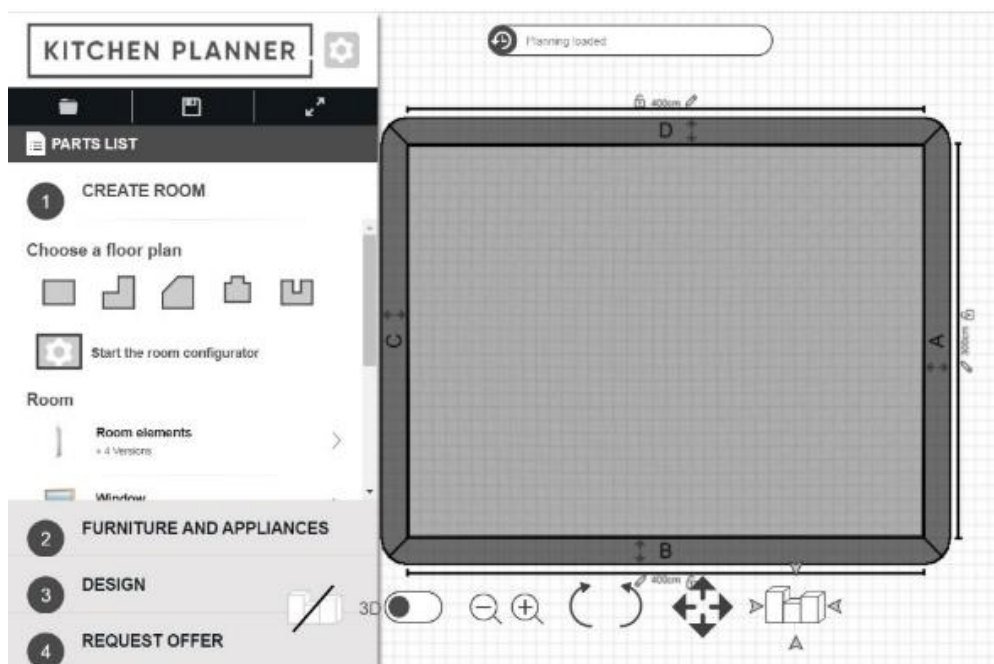 KITCHEN PLANNER
Planning loaded
PARTS LIST
1 CREATE ROOM
Choose a floor plan
Start the room configurator
Room
Room elements
» 4 Versions
Window
2 FURNITURE AND APPLIANCES
3 DESIGN
4 REQUEST OFFER
400cm
D
C
A
300cm
B
400cm
3D